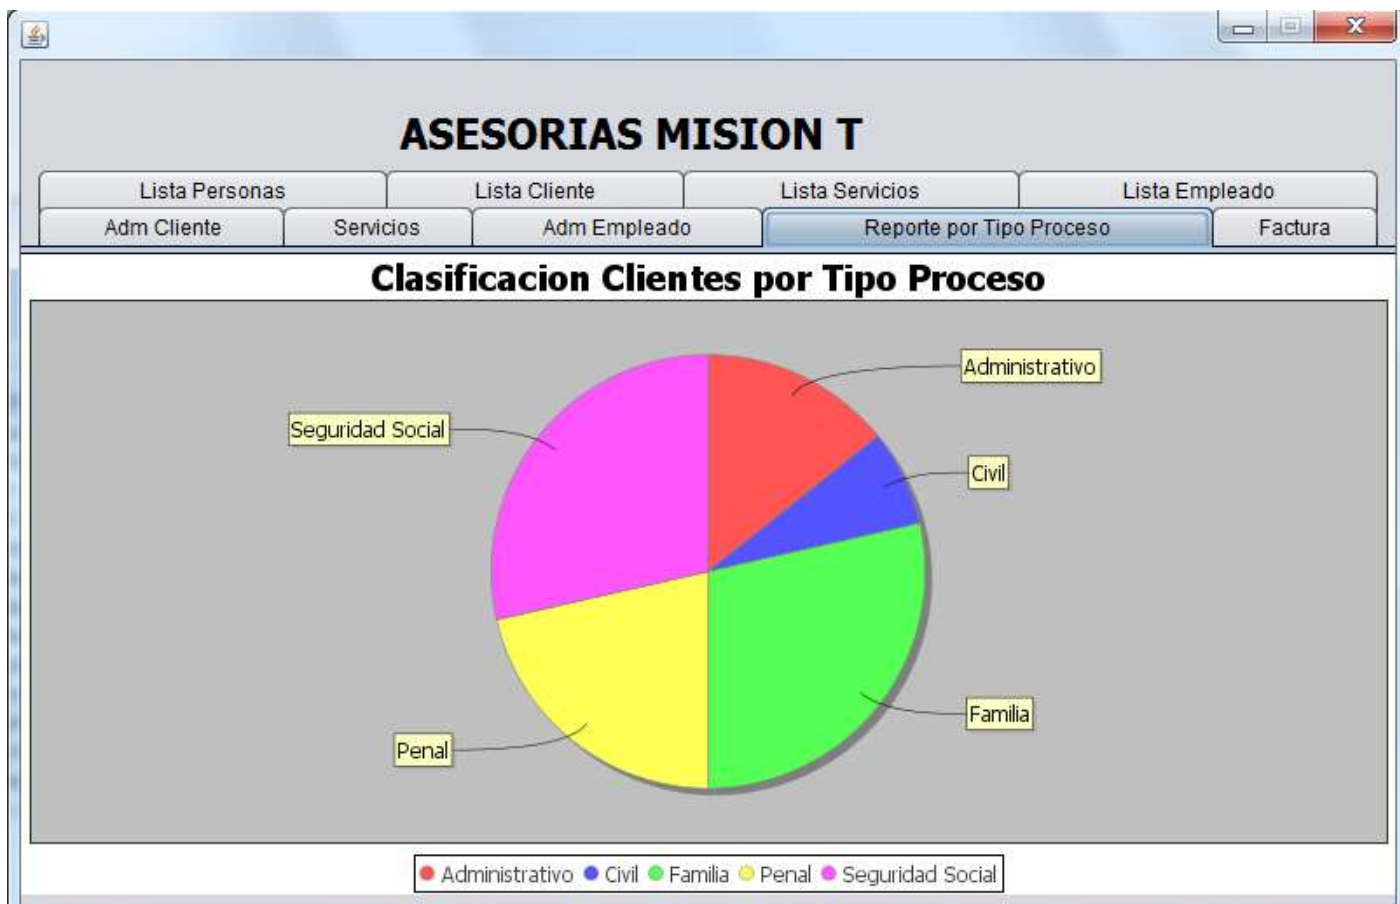 ASESORIAS MISION T
Lista Personas
Lista Cliente
Lista Servicios
Lista Empleado
Adm Cliente
Servicios
Adm Empleado
Reporte por Tipo Proceso
Factura
Clasificacion Clientes por Tipo Proceso
Administrativo
Seguridad Social
Civil
Familia
Penal
Administrativo Civil Familia Penal Seguridad Social